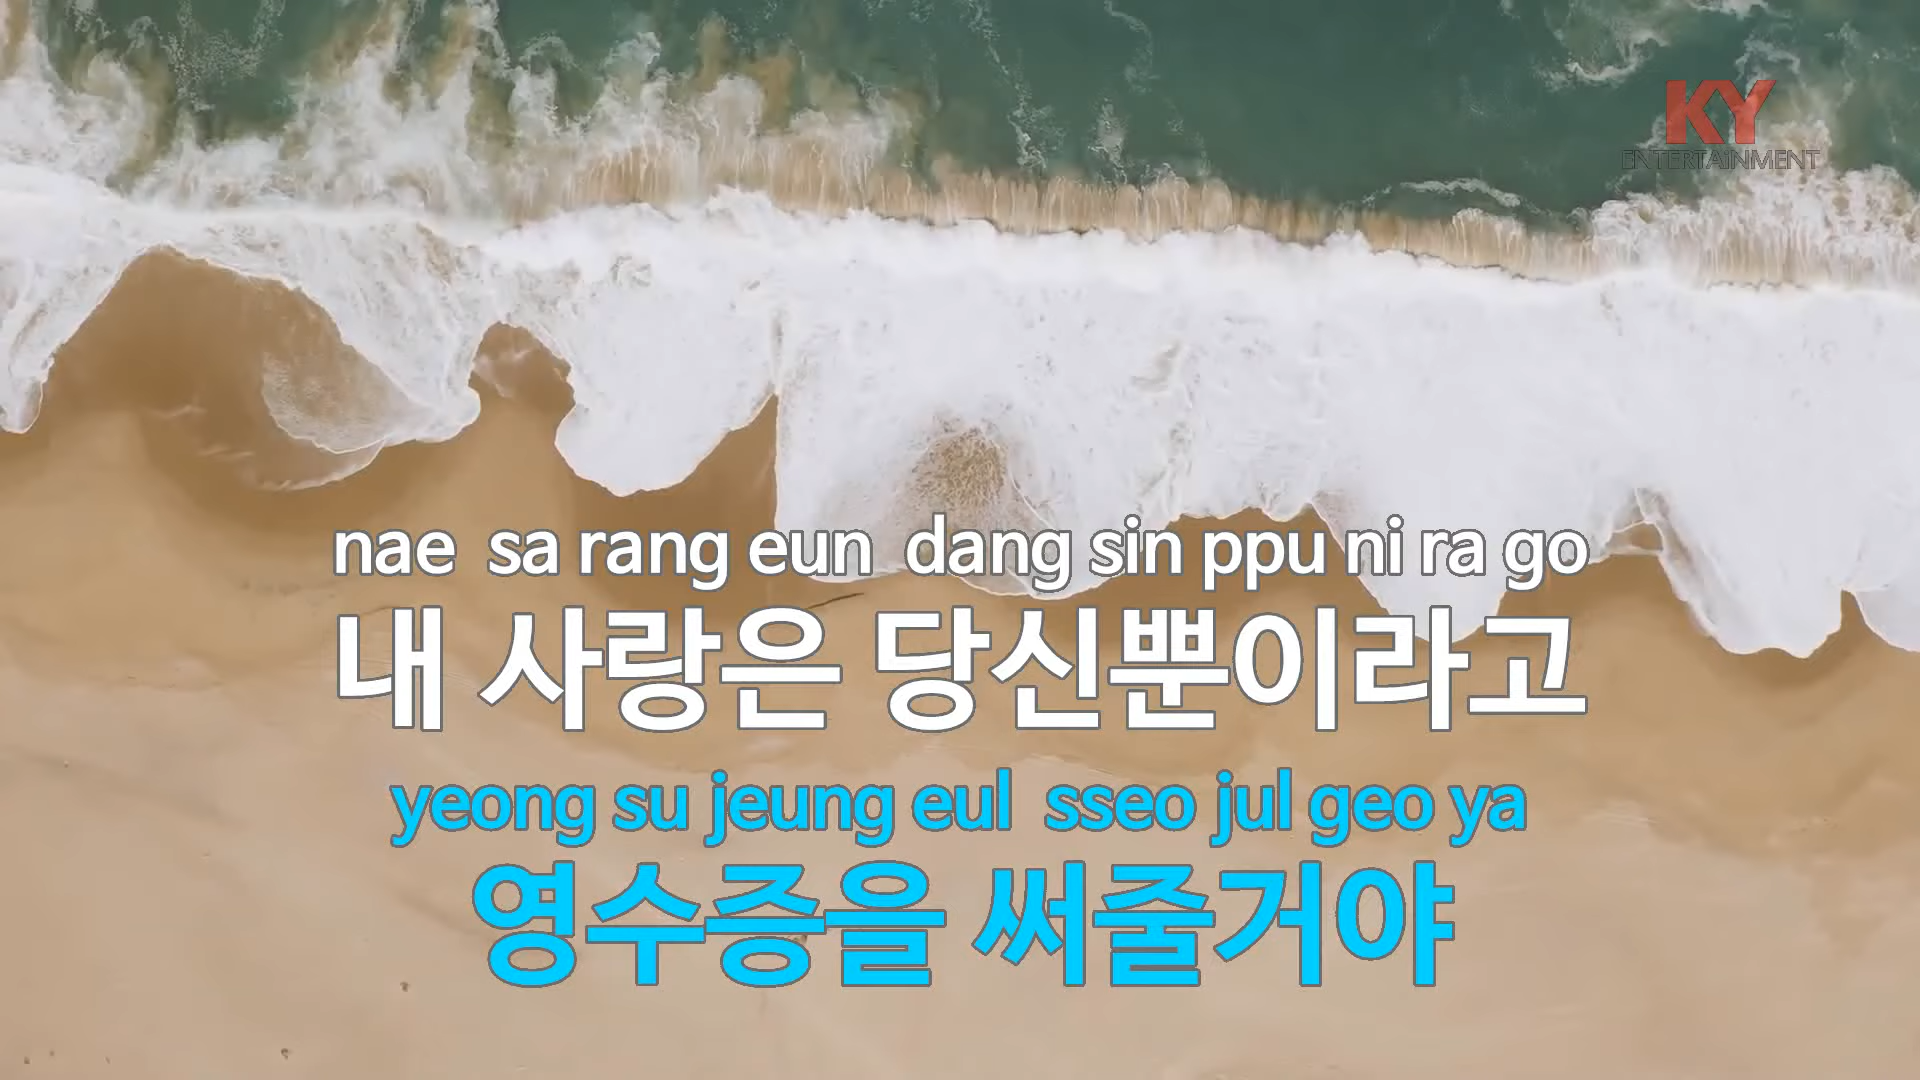 KY
ENTERTAiNMENT
nae sa rang eun dang sin ppu ni ra go
내 사랑은 당신뿐이라고
yeong su jeung eul sseo jul geo ya
영수증을 써줄거야